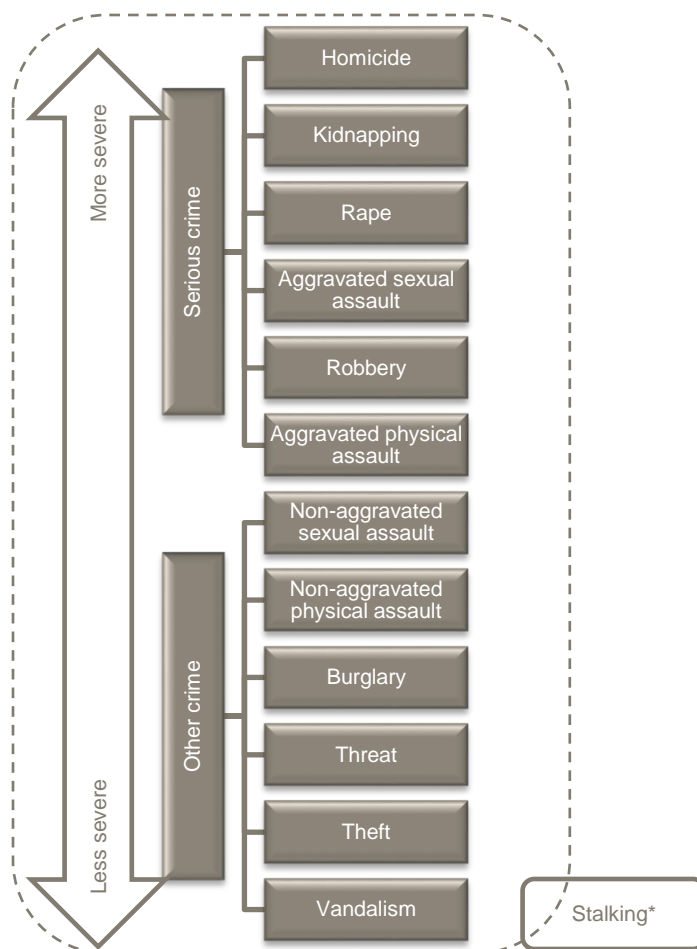 More severe
Less severe
Serious crime
Homicide
Kidnapping
Rape
Aggravated sexual
assault
Robbery
Aggravated physical
assault
Other crime
Non-aggravated
sexual assault
Non-aggravated
physical assault
Burglary
Threat
Theft
Vandalism
Stalking*